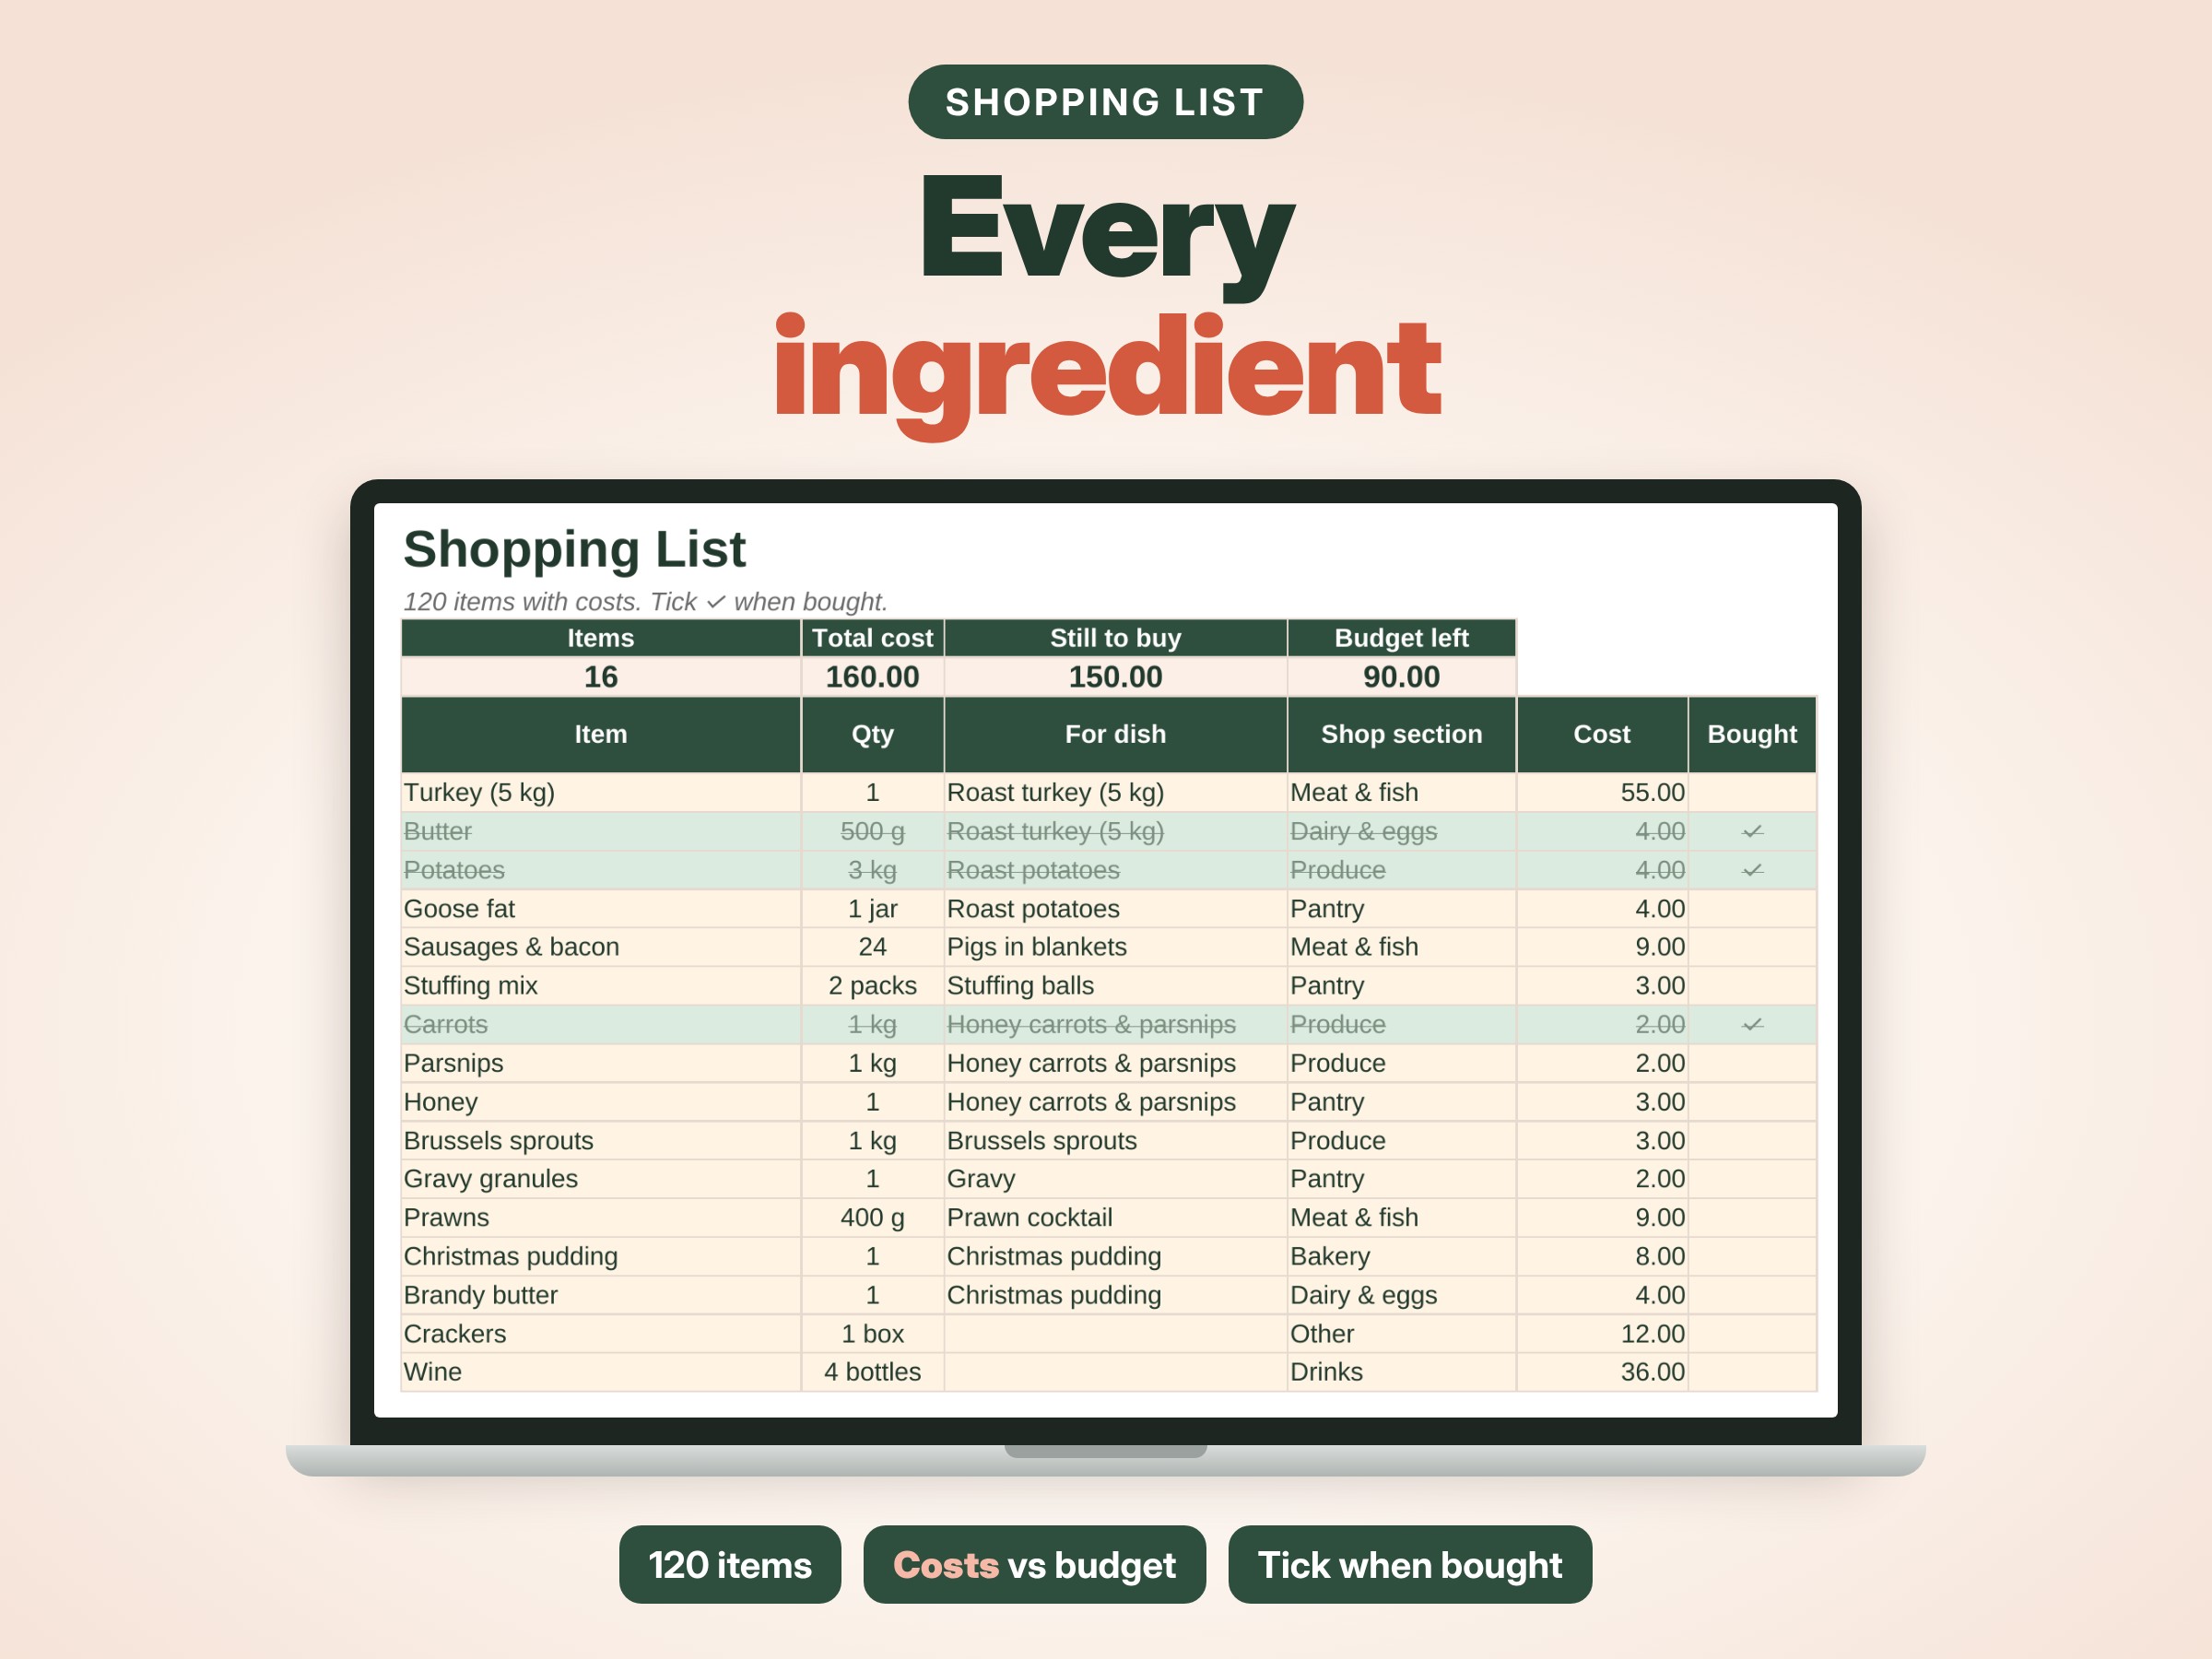 SHOPPING LIST
Every
ingredient
Shopping List
120 items with costs. Tick ✓ when bought.
Items Total cost Still to buy Budget left
16 160.00 150.00 90.00
Item Qty For dish Shop section Cost Bought
Turkey (5 kg) 1 Roast turkey (5 kg) Meat & fish 55.00
Butter 500 g Roast turkey (5 kg) Dairy & eggs 4.00 ✓
Potatoes 3 kg Roast potatoes Produce 4.00 ✓
Goose fat 1 jar Roast potatoes Pantry 4.00
Sausages & bacon 24 Pigs in blankets Meat & fish 9.00
Stuffing mix 2 packs Stuffing balls Pantry 3.00
Carrots 1 kg Honey carrots & parsnips Produce 2.00 ✓
Parsnips 1 kg Honey carrots & parsnips Produce 2.00
Honey 1 Honey carrots & parsnips Pantry 3.00
Brussels sprouts 1 kg Brussels sprouts Produce 3.00
Gravy granules 1 Gravy Pantry 2.00
Prawns 400 g Prawn cocktail Meat & fish 9.00
Christmas pudding 1 Christmas pudding Bakery 8.00
Brandy butter 1 Christmas pudding Dairy & eggs 4.00
Crackers 1 box Other 12.00
Wine 4 bottles Drinks 36.00
120 items Costs vs budget Tick when bought